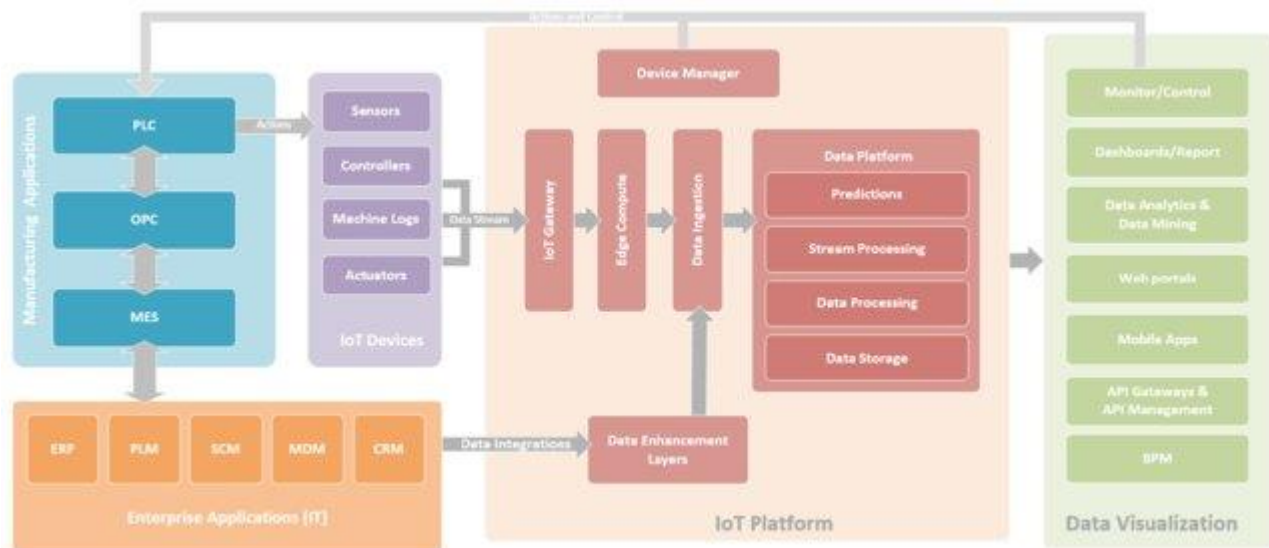 Actions and Control
Manufacturing Applications
PLC
OPC
MES
Actions
Sensors
Controllers
Machine Logs
Actuators
IoT Devices
Data Stream
Device Manager
IoT Gateway
Edge Compute
Data Ingestion
Data Platform
Predictions
Stream Processing
Data Processing
Data Storage
Data Enhancement
Layers
IoT Platform
ERP
PLM
SCM
MDM
CRM
Enterprise Applications (IT)
Data Integrations
Monitor/Control
Dashboards/Report
Data Analytics &
Data Mining
Web portals
Mobile Apps
API Gateways &
API Management
BPM
Data Visualization